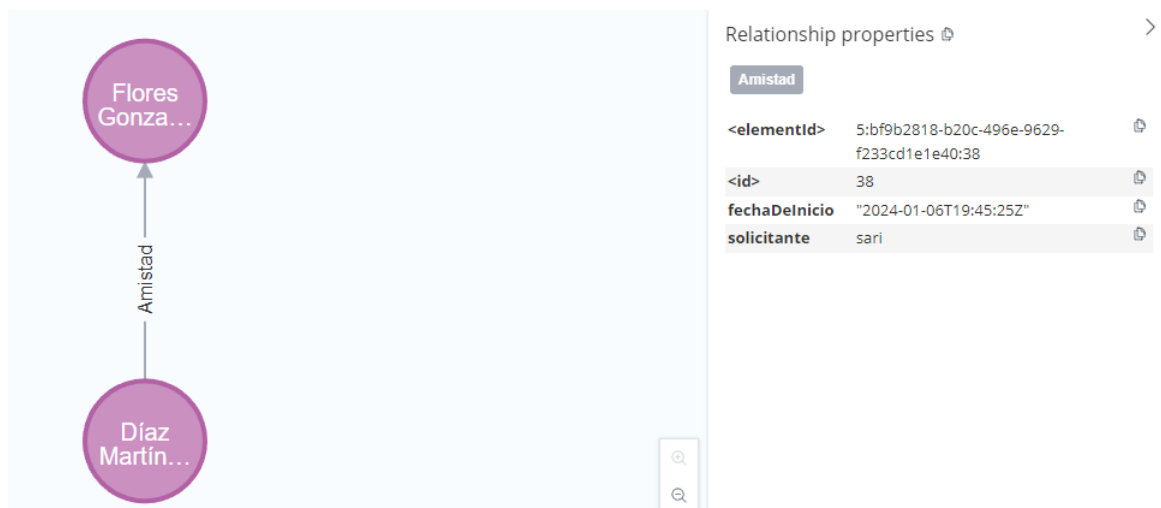 Flores
Gonza...
Amistad
Díaz
Martín...
Relationship properties
Amistad
<elementId> 5:bf9b2818-b20c-496e-9629-
f233cd1e1e40:38
<id> 38
fechaDeInicio "2024-01-06T19:45:25Z"
solicitante sari